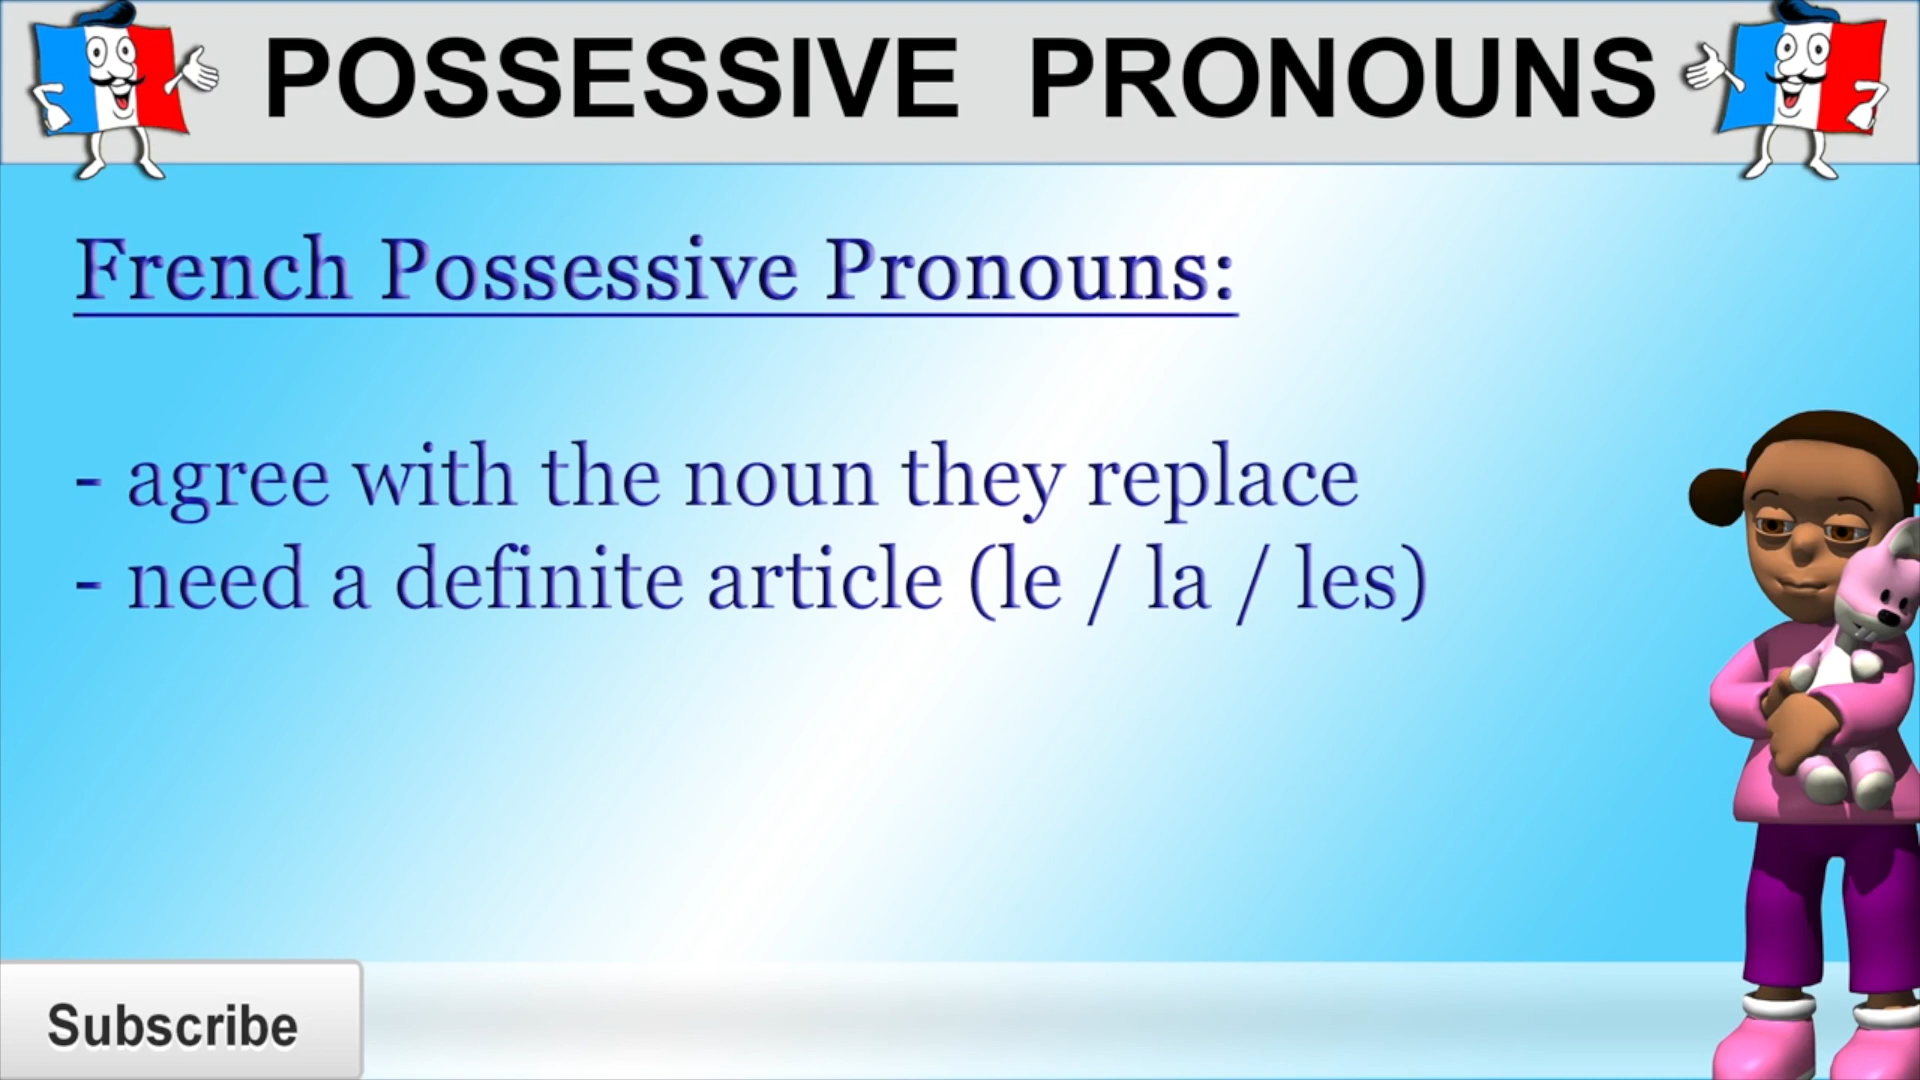 POSSESSIVE PRONOUNS
French Possessive Pronouns:
- agree with the noun they replace
- need a definite article (le / la / les)
Subscribe